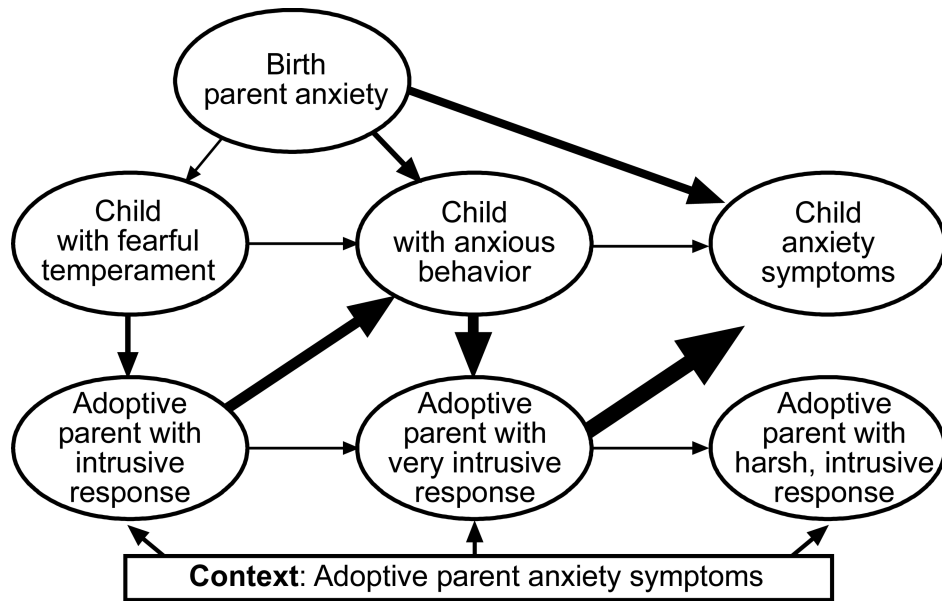 Birth
parent anxiety
Child
with fearful
temperament
Child
with anxious
behavior
Child
anxiety
symptoms
Adoptive
parent with
intrusive
response
Adoptive
parent with
very intrusive
response
Adoptive
parent with
harsh, intrusive
response
Context: Adoptive parent anxiety symptoms